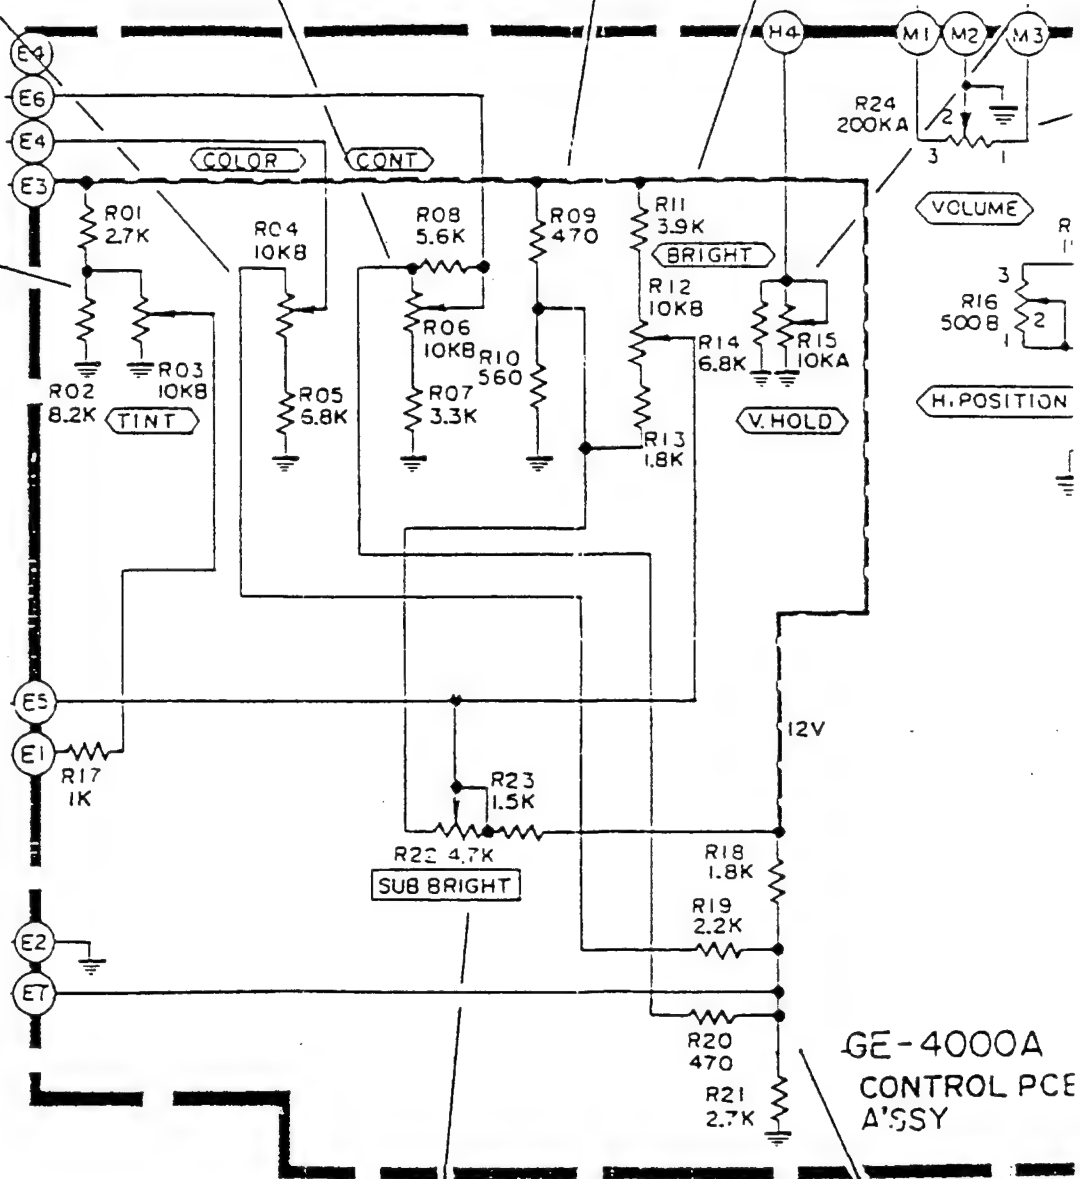 E4
E6
E4
E3
H4
M1
M2
M3
R24
200KA
2
3
1
COLOR
CONT
VOLUME
R01
2.7K
R04
10KB
R08
5.6K
R09
470
R11
3.9K
BRIGHT
R12
10KB
R06
10KB
R10
560
R14
6.8K
R15
10KA
3
R16
500B
2
1
R02
8.2K
R03
10KB
TINT
R05
6.8K
R07
3.3K
R13
1.8K
V. HOLD
H. POSITION
E5
E1
R17
1K
12V
R23
1.5K
R22 4.7K
SUB BRIGHT
R18
1.8K
R19
2.2K
E2
E7
R20
470
R21
2.7K
GE-4000A
CONTROL PCB
A'SSY